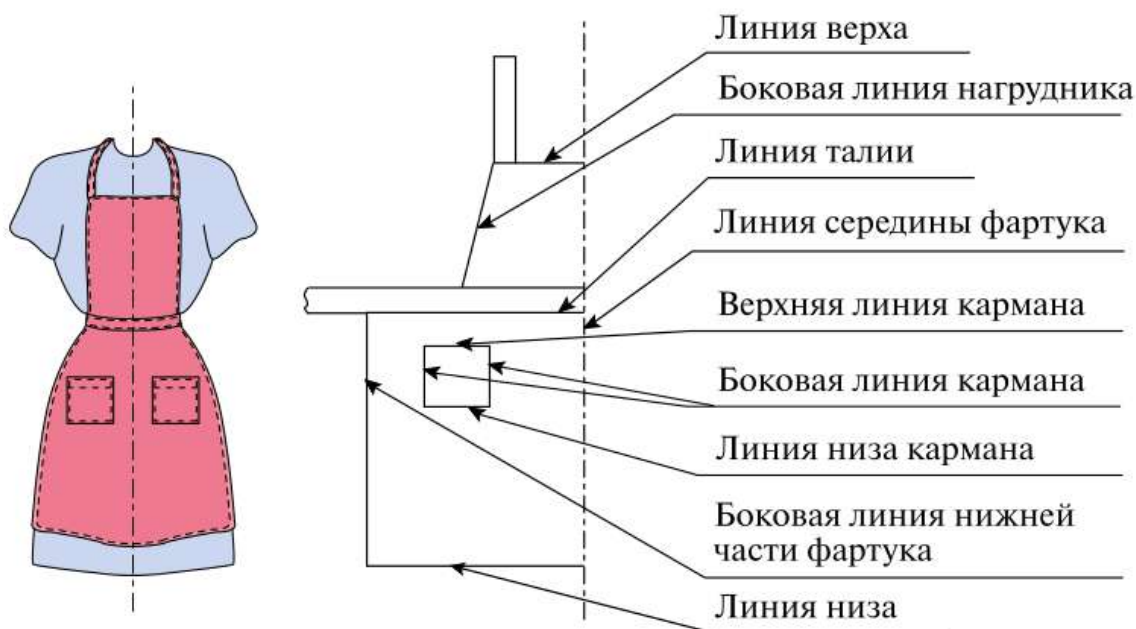 Линия верха
Боковая линия нагрудника
Линия талии
Линия середины фартука
Верхняя линия кармана
Боковая линия кармана
Линия низа кармана
Боковая линия нижней
части фартука
Линия низа